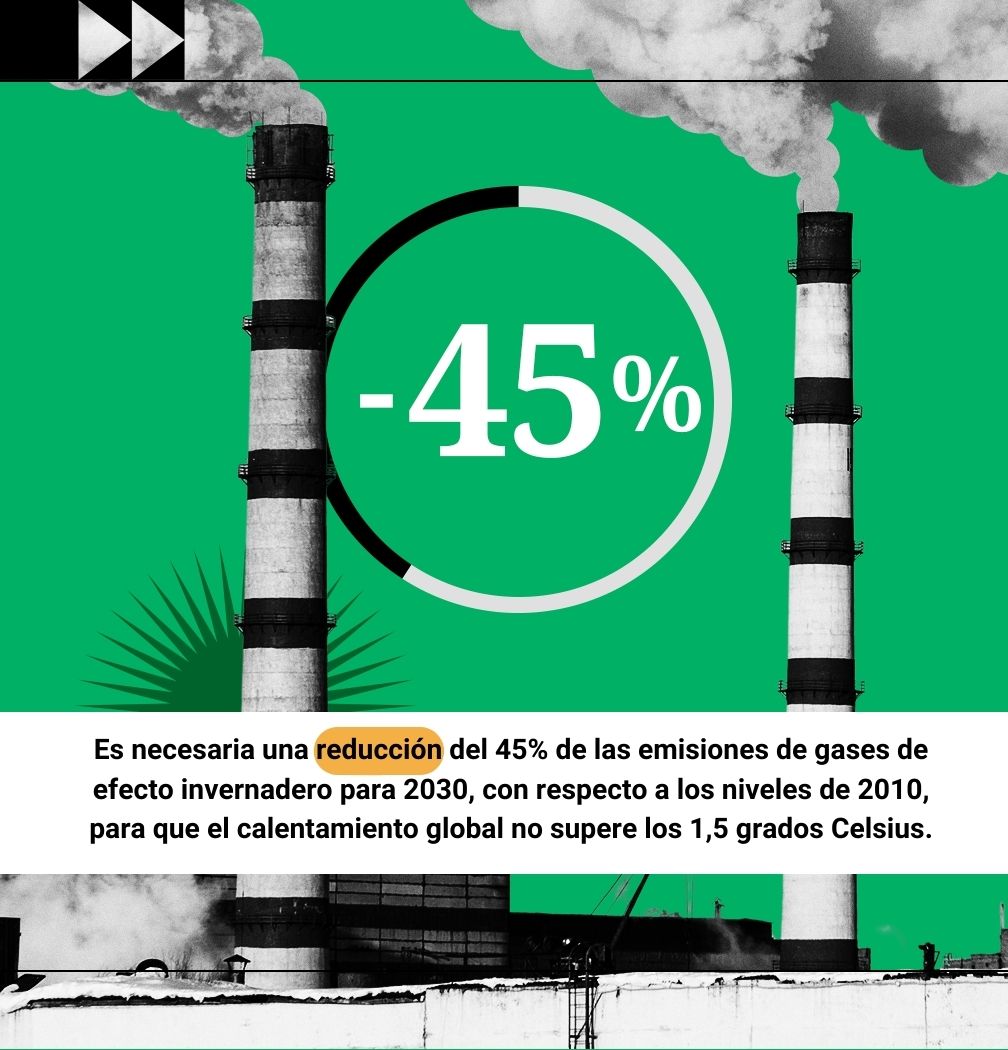 -45%
Es necesaria una reducción del 45% de las emisiones de gases de
efecto invernadero para 2030, con respecto a los niveles de 2010,
para que el calentamiento global no supere los 1,5 grados Celsius.